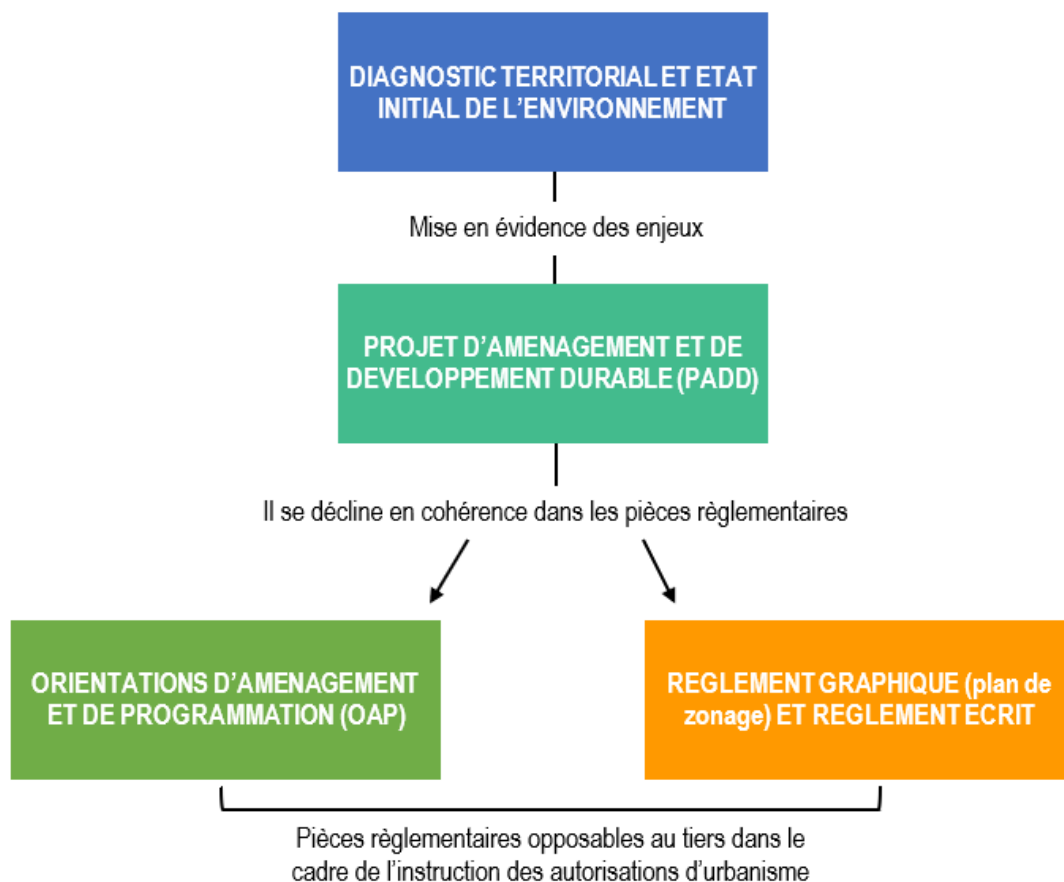 DIAGNOSTIC TERRITORIAL ET ETAT
INITIAL DE L’ENVIRONNEMENT
Mise en évidence des enjeux
PROJET D’AMENAGEMENT ET DE
DEVELOPPEMENT DURABLE (PADD)
Il se décline en cohérence dans les pièces règlementaires
ORIENTATIONS D’AMENAGEMENT
ET DE PROGRAMMATION (OAP)
REGLEMENT GRAPHIQUE (plan de
zonage) ET REGLEMENT ECRIT
Pièces règlementaires opposables au tiers dans le
cadre de l’instruction des autorisations d’urbanisme